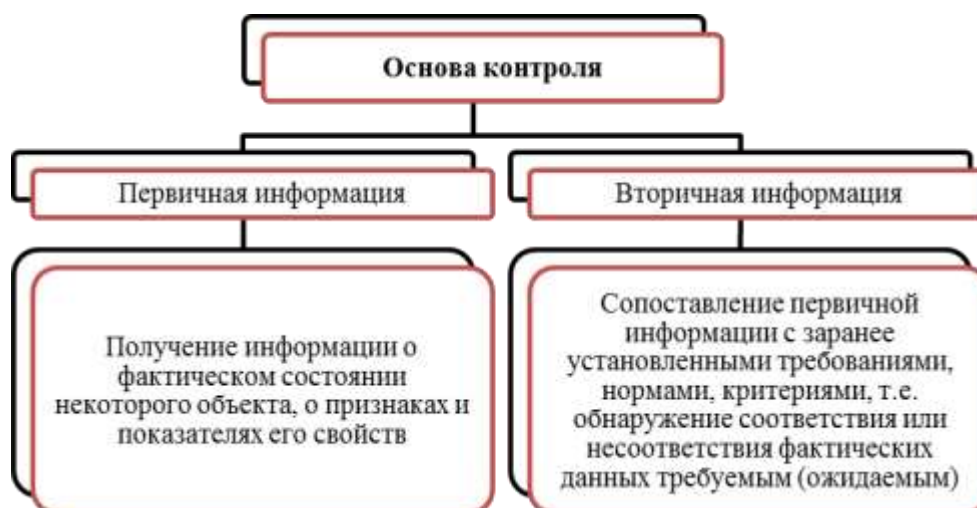 Основа контроля
Первичная информация
Вторичная информация
Получение информации о
фактическом состоянии
некоторого объекта, о признаках и
показателях его свойств
Сопоставление первичной
информации с заранее
установленными требованиями,
нормами, критериями, т.е.
обнаружение соответствия или
несоответствия фактических
данных требуемым (ожидаемым)